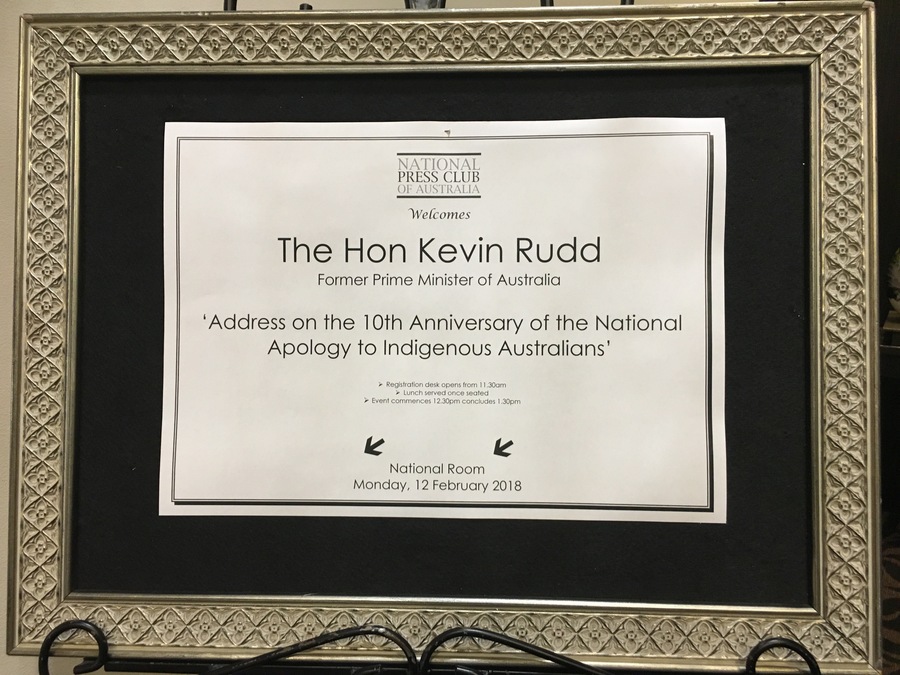 NATIONAL
PRESS CLUB
OF AUSTRALIA
Welcomes
The Hon Kevin Rudd
Former Prime Minister of Australia
‘Address on the 10th Anniversary of the National
Apology to Indigenous Australians’
➢ Registration desk opens from 11.30am
➢ Lunch served once seated
➢ Event commences 12.30pm concludes 1.30pm
National Room
Monday, 12 February 2018